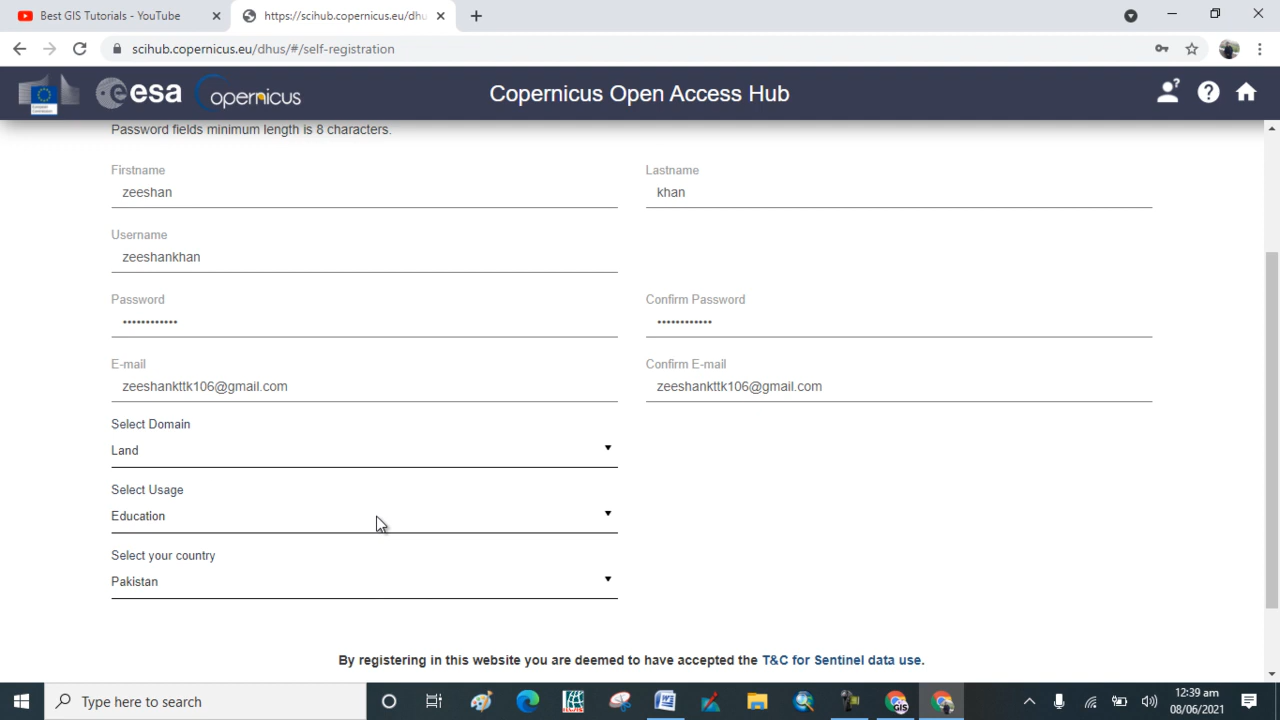 Best GIS Tutorials - YouTube
https://scihub.copernicus.eu/dhu
scihub.copernicus.eu/dhus/#/self-registration
esa
opernicus
Copernicus Open Access Hub
Password fields minimum length is 8 characters.
Firstname
Lastname
zeeshan
khan
Username
zeeshankhan
Password
Confirm Password
••••••••••••
••••••••••••
E-mail
Confirm E-mail
zeeshankttk106@gmail.com
zeeshankttk106@gmail.com
Select Domain
Land
Select Usage
Education
Select your country
Pakistan
By registering in this website you are deemed to have accepted the T&C for Sentinel data use.
Type here to search
12:39 am
08/06/2021